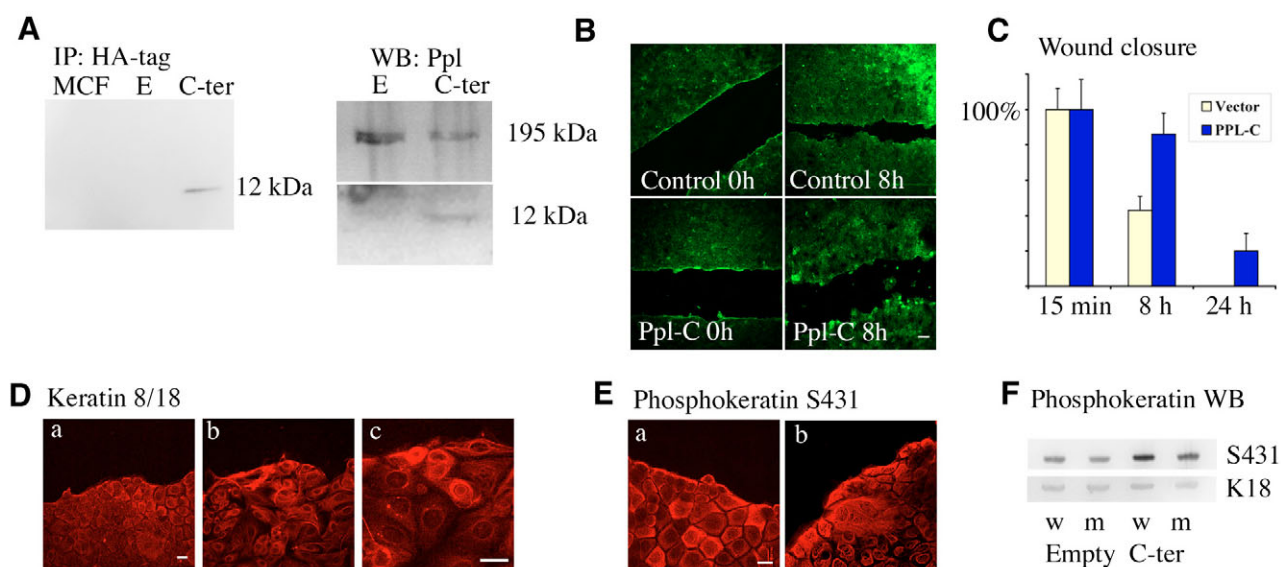 A
IP: HA-tag
MCF E C-ter
12 kDa
WB: Ppl
E C-ter
195 kDa
12 kDa
B
Control 0h
Control 8h
Ppl-C 0h
Ppl-C 8h
C
Wound closure
100%
Vector
PPL-C
15 min 8 h 24 h
D Keratin 8/18
a b c
E Phosphokeratin S431
a b
F Phosphokeratin WB
S431
K18
w m w m
Empty C-ter